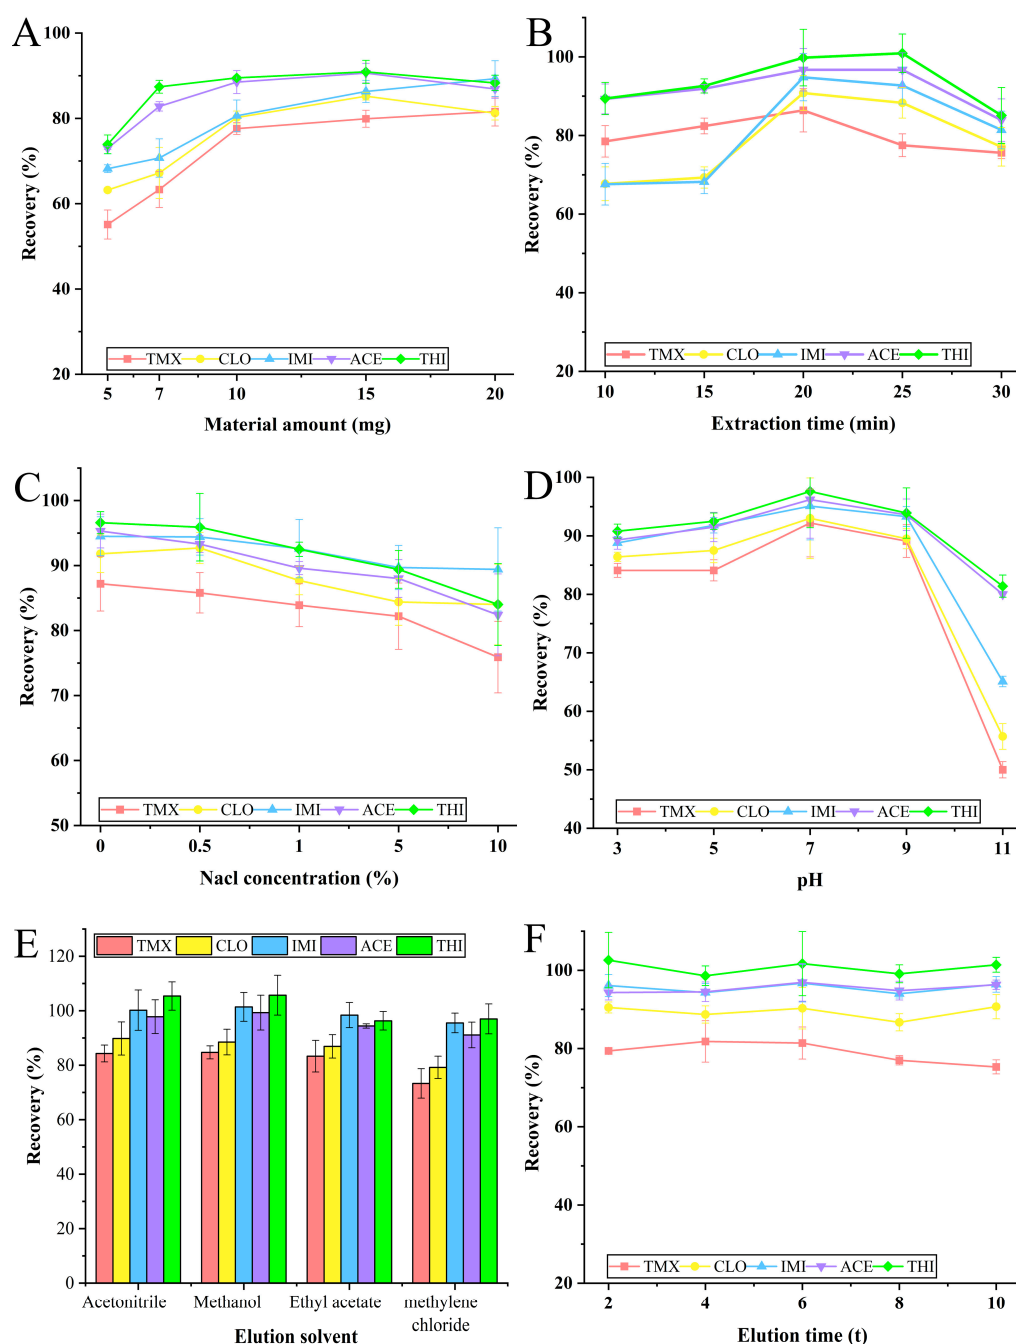 A
Recovery (%)
100
80
60
40
20
TMX CLO IMI ACE THI
5 7 10 15 20
Material amount (mg)
B
Recovery (%)
100
80
60
40
20
TMX CLO IMI ACE THI
10 15 20 25 30
Extraction time (min)
C
Recovery (%)
100
90
80
70
60
50
TMX CLO IMI ACE THI
0 0.5 1 5 10
Nacl concentration (%)
D
Recovery (%)
100
90
80
70
60
50
40
TMX CLO IMI ACE THI
3 5 7 9 11
pH
E
TMX CLO IMI ACE THI
Recovery (%)
120
100
80
60
40
20
0
Acetonitrile Methanol Ethyl acetate methylene
chloride
Elution solvent
F
Recovery (%)
100
80
60
40
20
TMX CLO IMI ACE THI
2 4 6 8 10
Elution time (t)